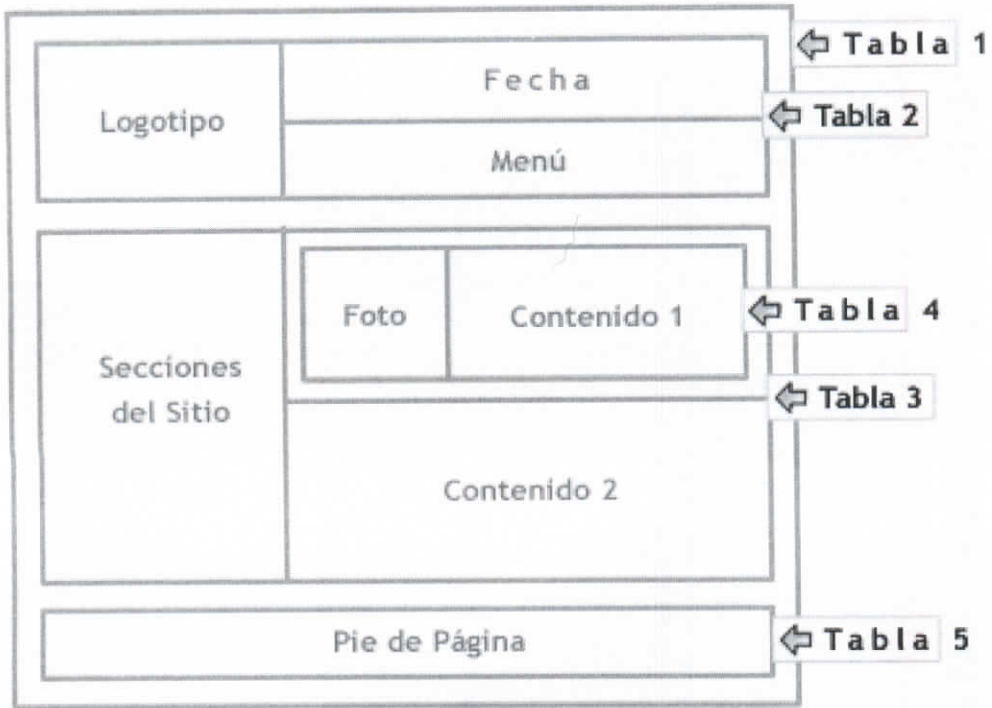 Tabla 1
Fecha
Logotipo
Tabla 2
Menú
Foto
Contenido 1
Tabla 4
Secciones
del Sitio
Tabla 3
Contenido 2
Pie de Página
Tabla 5